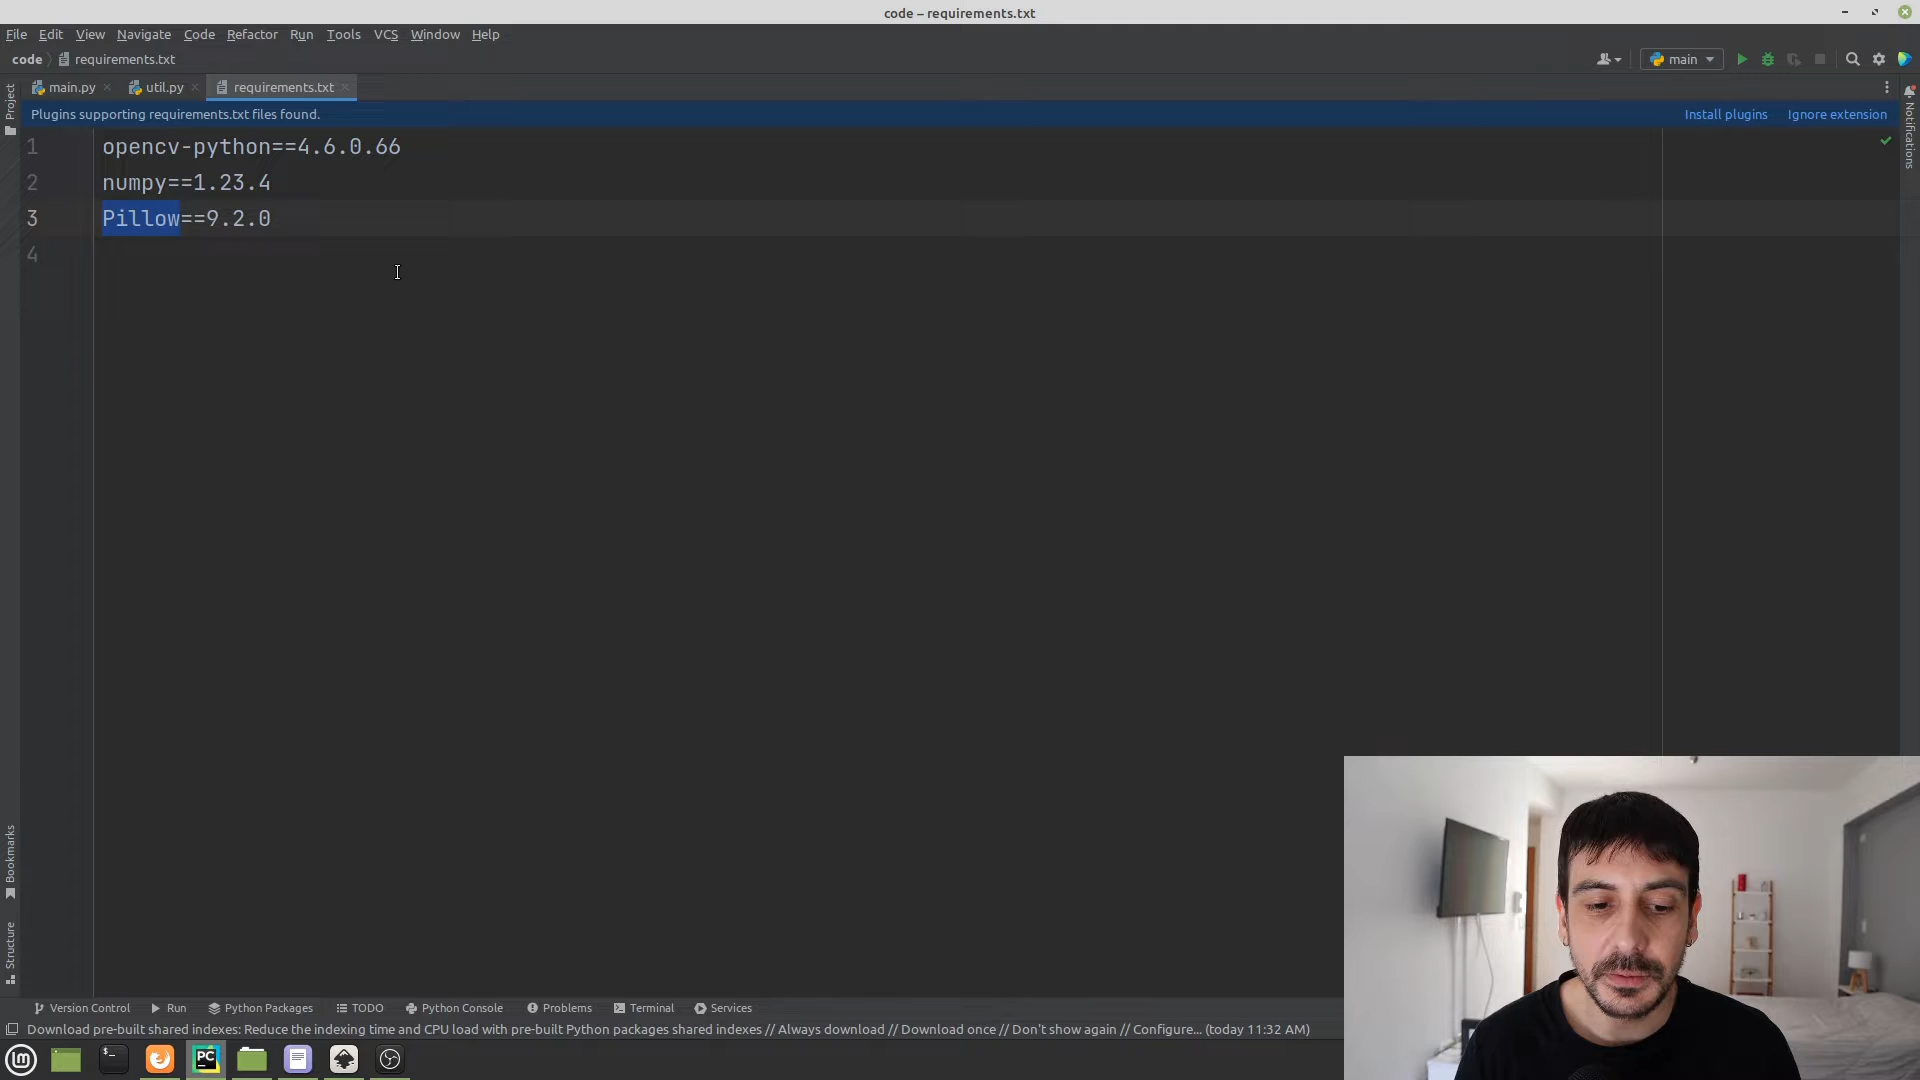 code – requirements.txt
File Edit View Navigate Code Refactor Run Tools VCS Window Help
code requirements.txt
main
main.py util.py requirements.txt
Project
Notifications
Plugins supporting requirements.txt files found. Install plugins Ignore extension
1 opencv-python==4.6.0.66
2 numpy==1.23.4
3 Pillow==9.2.0
4
Bookmarks
Structure
Version Control Run Python Packages TODO Python Console Problems Terminal Services
Download pre-built shared indexes: Reduce the indexing time and CPU load with pre-built Python packages shared indexes // Always download // Download once // Don't show again // Configure... (today 11:32 AM)
PC